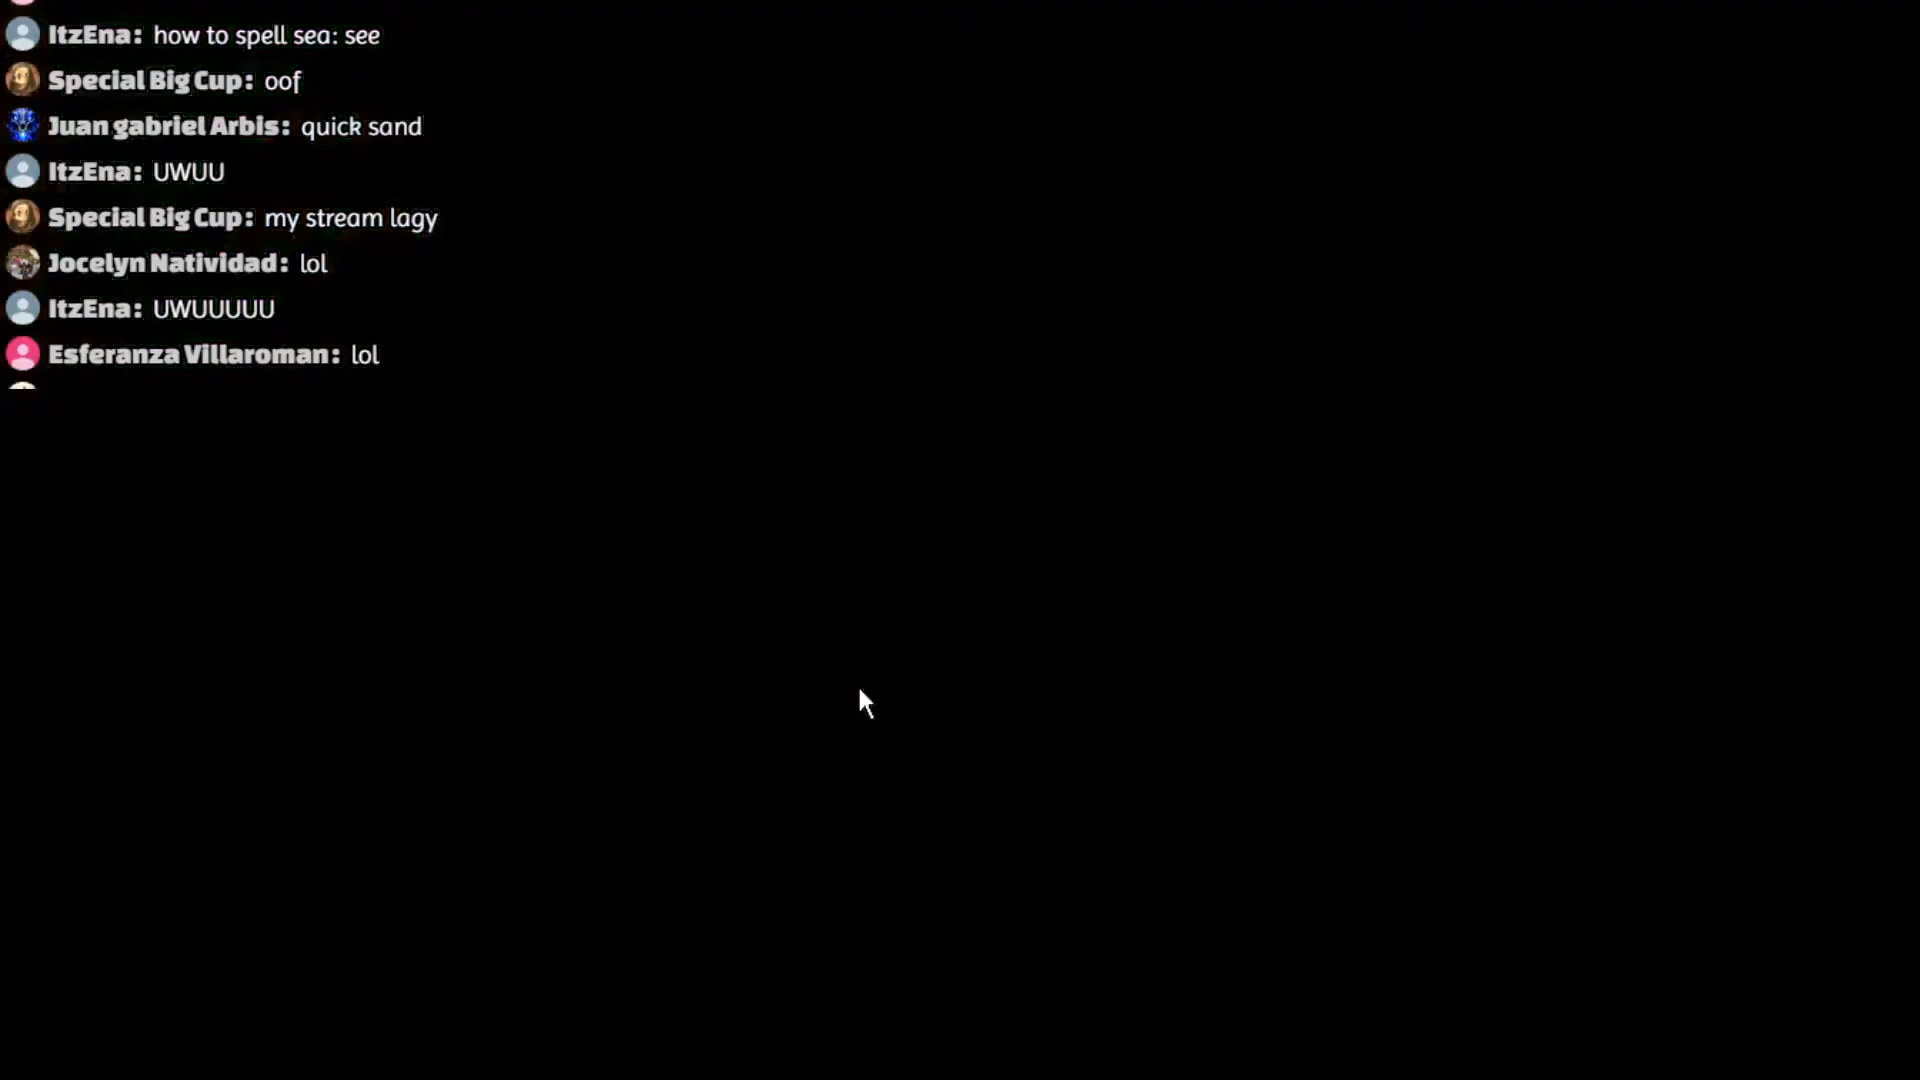 ItzEna: how to spell sea: see
Special Big Cup: oof
Juan gabriel Arbis: quick sand
ItzEna: UWUU
Special Big Cup: my stream lagy
Jocelyn Natividad: lol
ItzEna: UWUUUUU
Esferanza Villaroman: lol